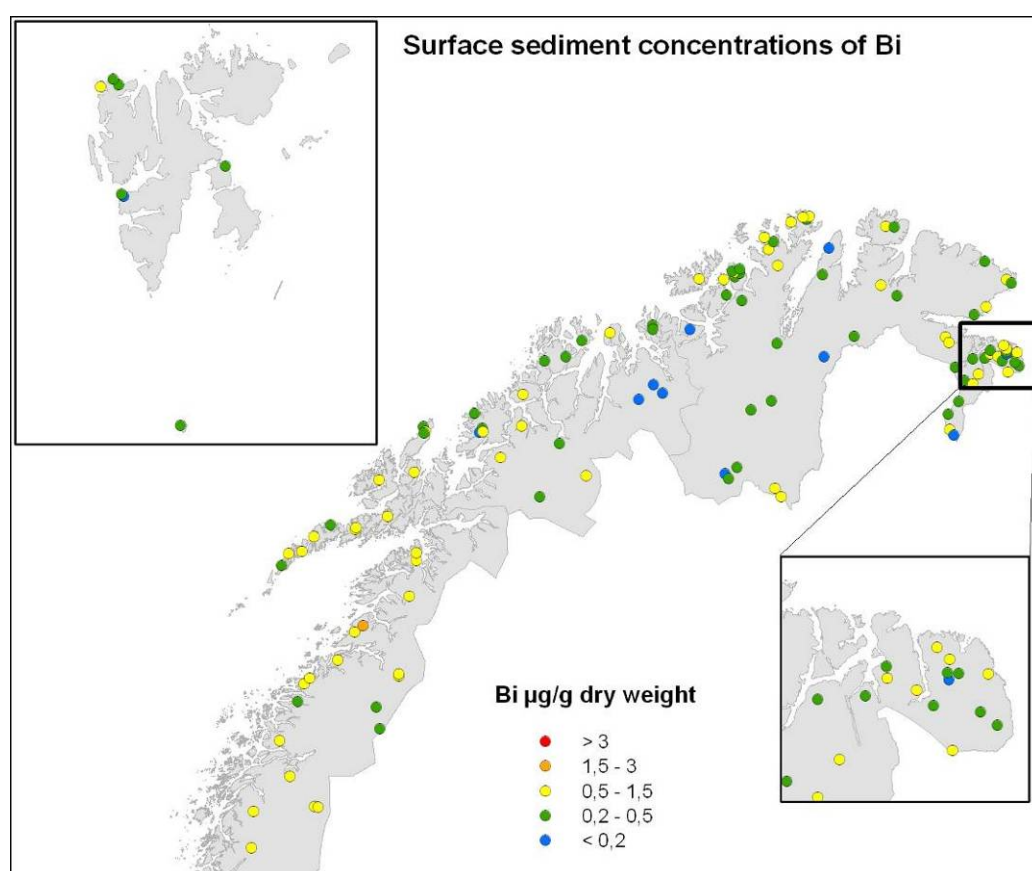 Surface sediment concentrations of Bi
Bi µg/g dry weight
> 3
1,5 - 3
0,5 - 1,5
0,2 - 0,5
< 0,2